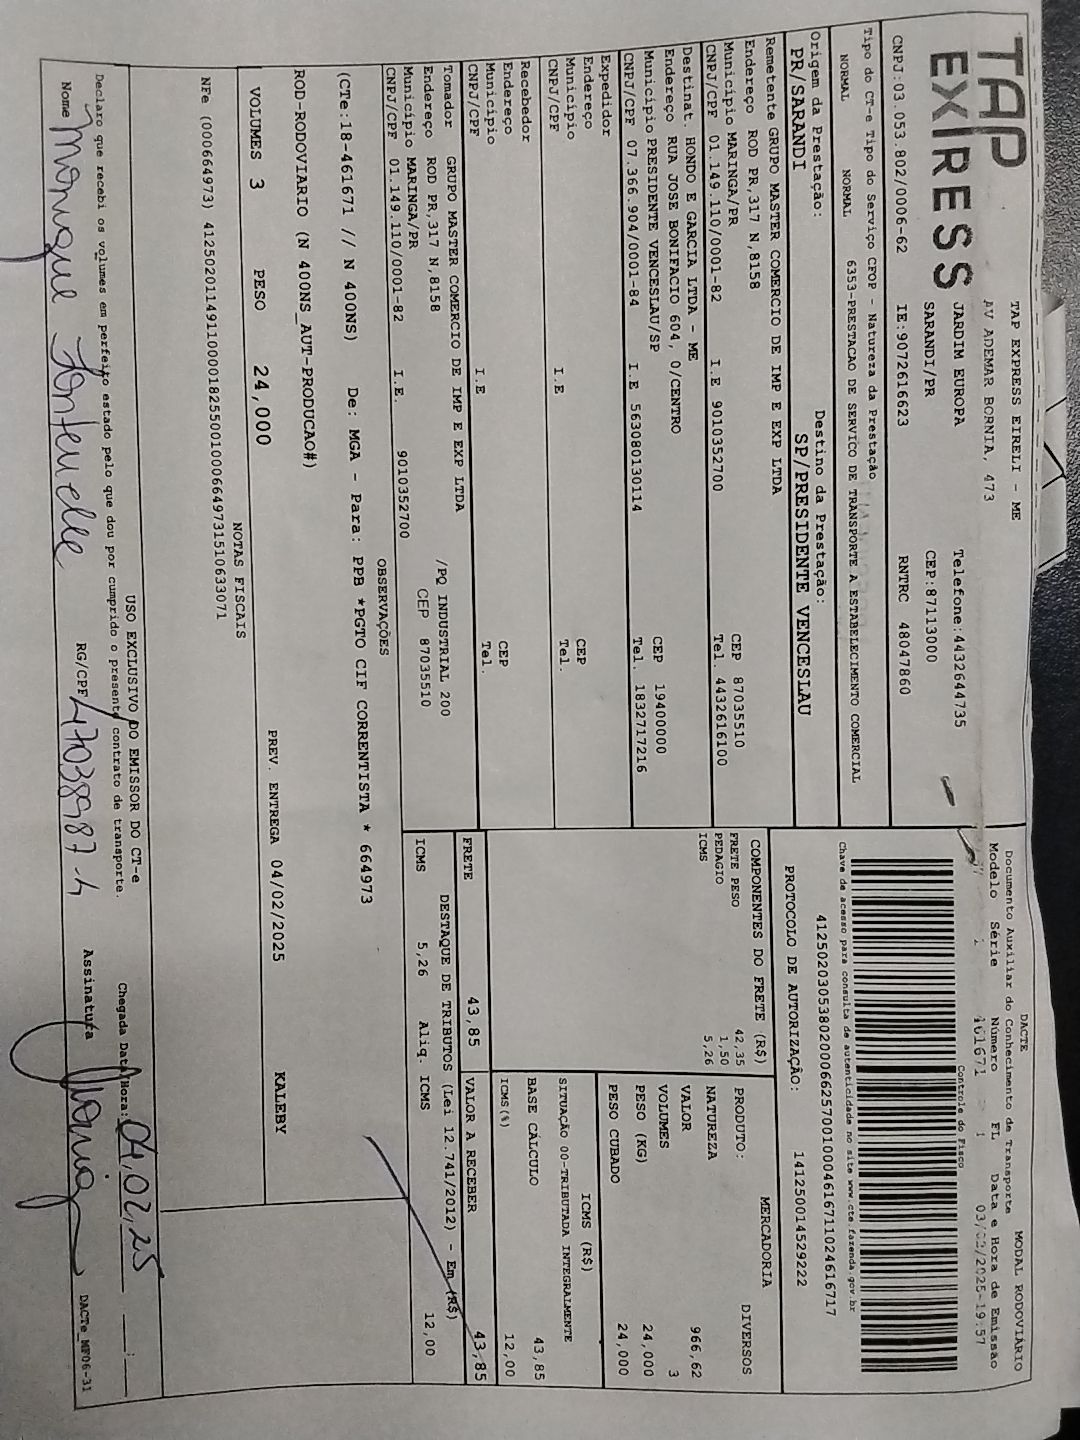 TAP
EXPRESS
TAP EXPRESS EIRELI - ME
AV ADEMAR BORNIA, 473
JARDIM EUROPA Telefone:4432644735
SARANDI/PR CEP:87113000
CNPJ:03.053.802/0006-62 IE:9072616623 RNTRC 48047860
Tipo do CT-e Tipo do Serviço CFOP - Natureza da Prestação
NORMAL NORMAL 6353-PRESTACAO DE SERVICO DE TRANSPORTE A ESTABELECIMENTO COMERCIAL
Origem da Prestação: Destino da Prestação:
PR/SARANDI SP/PRESIDENTE VENCESLAU
DACTE MODAL RODOVIÁRIO
Documento Auxiliar do Conhecimento de Transporte
Modelo Série Número FL Data e Hora de Emissão
461671 1 03/02/2025-19:57
Controle do Fisco
Chave de acesso para consulta de autenticidade no site www.cte.fazenda.gov.br
41250203053802000662570010004616711024616717
PROTOCOLO DE AUTORIZAÇÃO: 141250014529222
Remetente GRUPO MASTER COMERCIO DE IMP E EXP LTDA
Endereço ROD PR,317 N,8158
Município MARINGA/PR CEP 87035510
CNPJ/CPF 01.149.110/0001-82 I.E 9010352700 Tel. 4432616100
Destinat. HONDO E GARCIA LTDA - ME
Endereço RUA JOSE BONIFACIO 604, 0/CENTRO
Município PRESIDENTE VENCESLAU/SP CEP 19400000
CNPJ/CPF 07.366.904/0001-84 I.E 563080130114 Tel. 1832717216
Expedidor
Endereço
Município CEP
CNPJ/CPF I.E Tel.
Recebedor
Endereço
Município CEP
CNPJ/CPF I.E Tel.
Tomador GRUPO MASTER COMERCIO DE IMP E EXP LTDA
Endereço ROD PR,317 N,8158 /PQ INDUSTRIAL 200
Município MARINGA/PR CEP 87035510
CNPJ/CPF 01.149.110/0001-82 I.E. 9010352700
COMPONENTES DO FRETE (R$)
FRETE PESO 42,35
PEDAGIO 1,50
ICMS 5,26
MERCADORIA
PRODUTO: DIVERSOS
NATUREZA
VALOR 966,62
VOLUMES 3
PESO (KG) 24,000
PESO CUBADO 24,000
ICMS (R$)
SITUAÇÃO 00-TRIBUTADA INTEGRALMENTE
BASE CÁLCULO 43,85
ICMS(%) 12,00
FRETE 43,85 VALOR A RECEBER 43,85
DESTAQUE DE TRIBUTOS (Lei 12.741/2012) - Em (R$)
ICMS 5,26 Aliq. ICMS 12,00
OBSERVAÇÕES
(CTe:18-461671 // N 400NS) De: MGA - Para: PPB *PGTO CIF CORRENTISTA * 664973
ROD-RODOVIARIO (N 400NS_AUT-PRODUCAO#)
VOLUMES 3 PESO 24,000 PREV. ENTREGA 04/02/2025 KALEBY
NOTAS FISCAIS
NFe (000664973) 41250201149110000182550010006649731510633071
USO EXCLUSIVO DO EMISSOR DO CT-e
Declaro que recebi os volumes em perfeito estado pelo que dou por cumprido o presente contrato de transporte. Chegada Data/Hora: 04,02,25 __:__
Nome Monique Fontenelle RG/CPF 47038987-4 Assinatura DACTe_MF06-31